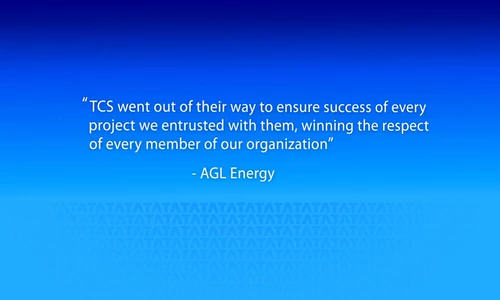 “TCS went out of their way to ensure success of every
project we entrusted with them, winning the respect
of every member of our organization”
- AGL Energy
TATATATATATATATATATATATATATATATATATA